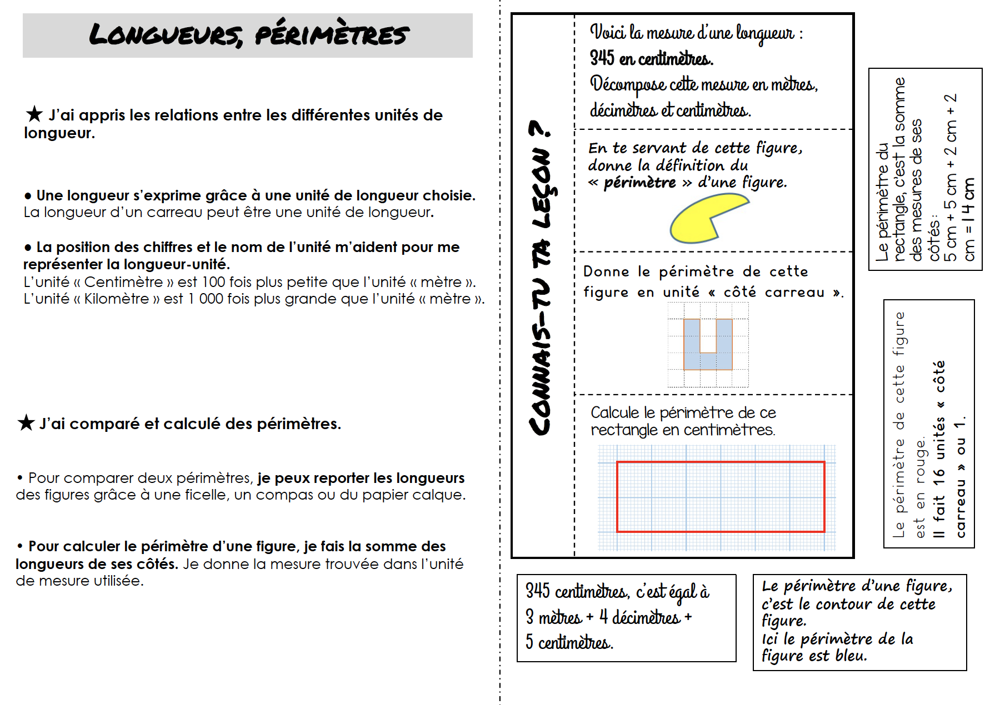 Longueurs, périmètres
★ J’ai appris les relations entre les différentes unités de
longueur.
● Une longueur s’exprime grâce à une unité de longueur choisie.
La longueur d’un carreau peut être une unité de longueur.
● La position des chiffres et le nom de l’unité m’aident pour me
représenter la longueur-unité.
L’unité « Centimètre » est 100 fois plus petite que l’unité « mètre ».
L’unité « Kilomètre » est 1 000 fois plus grande que l’unité « mètre ».
★ J’ai comparé et calculé des périmètres.
• Pour comparer deux périmètres, je peux reporter les longueurs
des figures grâce à une ficelle, un compas ou du papier calque.
• Pour calculer le périmètre d’une figure, je fais la somme des
longueurs de ses côtés. Je donne la mesure trouvée dans l’unité
de mesure utilisée.
Connais-tu ta leçon ?
Voici la mesure d’une longueur :
345 en centimètres.
Décompose cette mesure en mètres,
décimètres et centimètres.
En te servant de cette figure,
donne la définition du
« périmètre » d’une figure.
Donne le périmètre de cette
figure en unité « côté carreau ».
Calcule le périmètre de ce
rectangle en centimètres.
Le périmètre du
rectangle, c’est la somme
des mesures de ses
côtés :
5 cm + 5 cm + 2 cm + 2
cm = 14 cm
Le périmètre de cette figure
est en rouge.
Il fait 16 unités « côté
carreau » ou 1.
345 centimètres, c’est égal à
3 mètres + 4 décimètres +
5 centimètres.
Le périmètre d’une figure,
c’est le contour de cette
figure.
Ici le périmètre de la
figure est bleu.